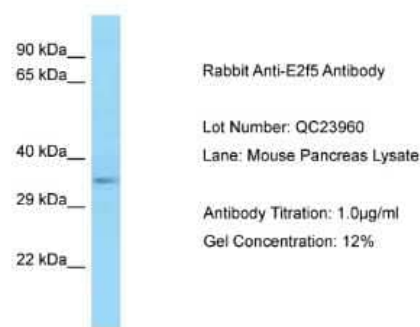 90 kDa
65 kDa
Rabbit Anti-E2f5 Antibody
Lot Number: QC23960
40 kDa
Lane: Mouse Pancreas Lysate
29 kDa
Antibody Titration: 1.0µg/ml
Gel Concentration: 12%
22 kDa